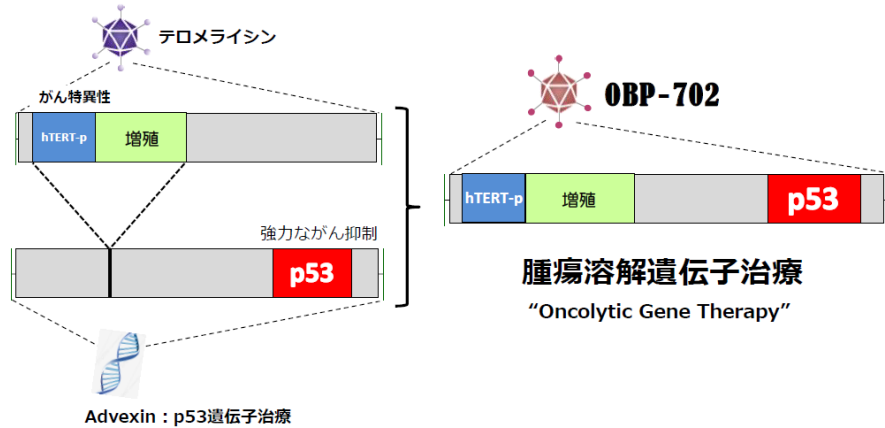 テロメライシン
がん特異性
hTERT-p
増殖
強力ながん抑制
p53
Advexin：p53遺伝子治療
OBP-702
hTERT-p
増殖
p53
腫瘍溶解遺伝子治療
“Oncolytic Gene Therapy”